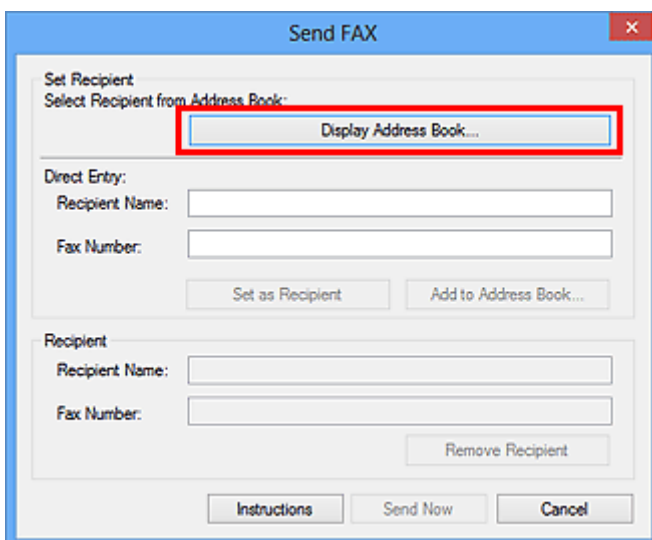 Send FAX
Set Recipient
Select Recipient from Address Book:
Display Address Book...
Direct Entry:
Recipient Name:
Fax Number:
Set as Recipient Add to Address Book...
Recipient
Recipient Name:
Fax Number:
Remove Recipient
Instructions Send Now Cancel